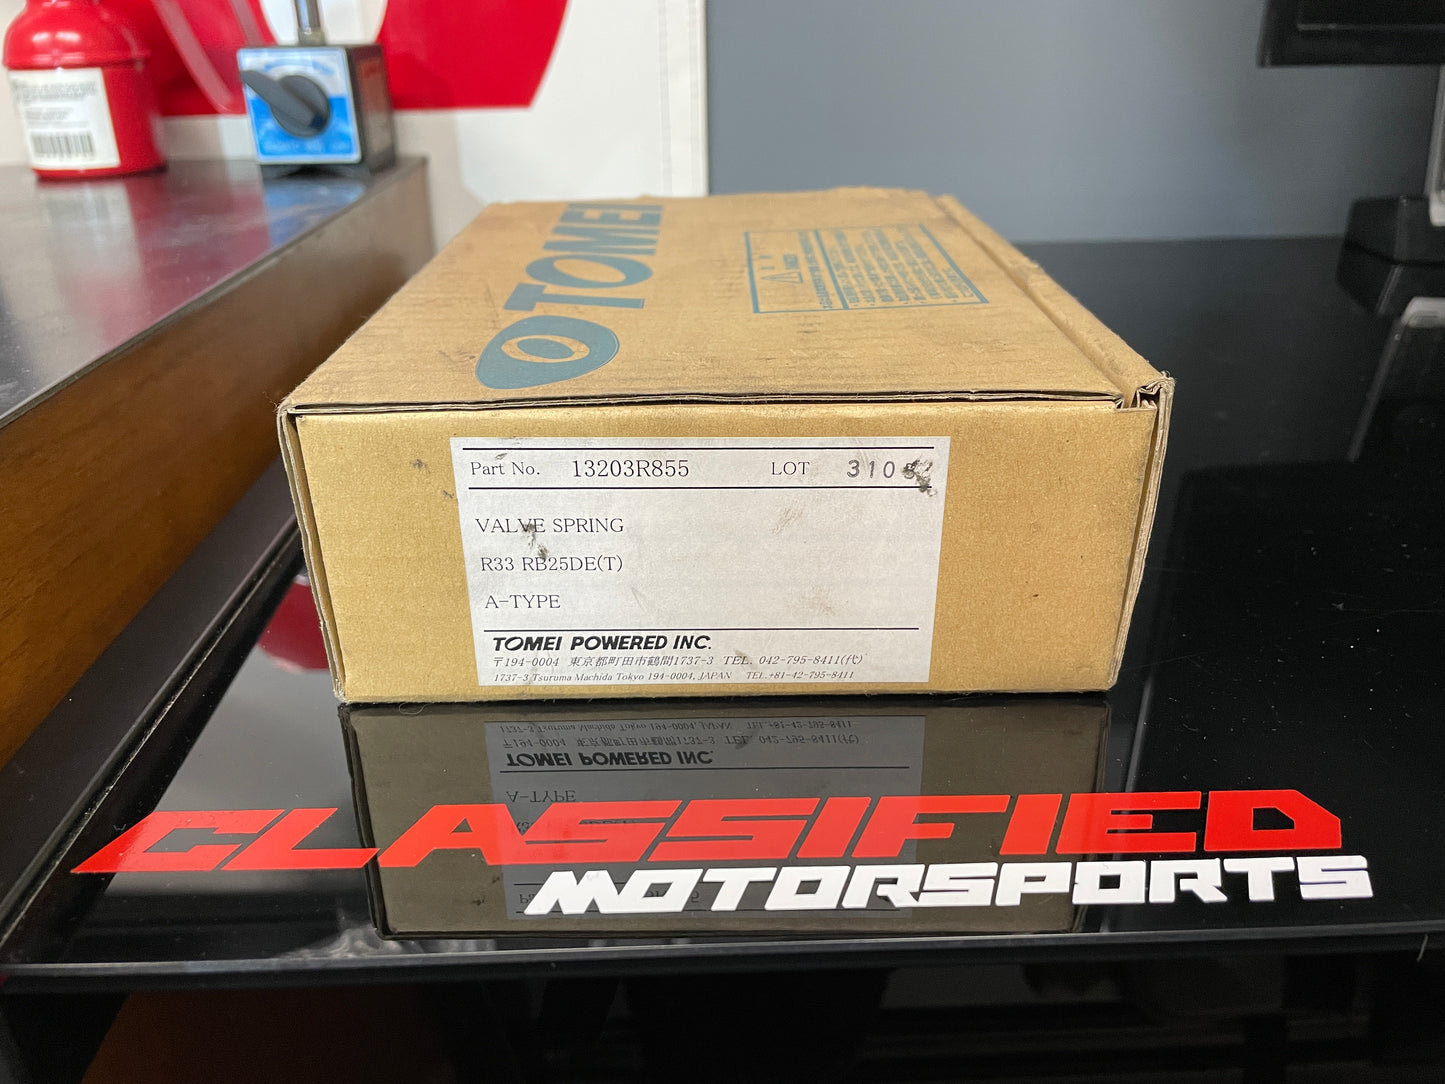 TOMEI
Part No. 13203R855 LOT
VALVE SPRING
R33 RB25DE(T)
A-TYPE
TOMEI POWERED INC.
〒194-0004 東京都町田市鶴間1737-3 TEL. 042-795-8411(代)
1737-3 Tsuruma Machida Tokyo 194-0004, JAPAN TEL.+81-42-795-8411
CLASSIFIED
MOTORSPORTS